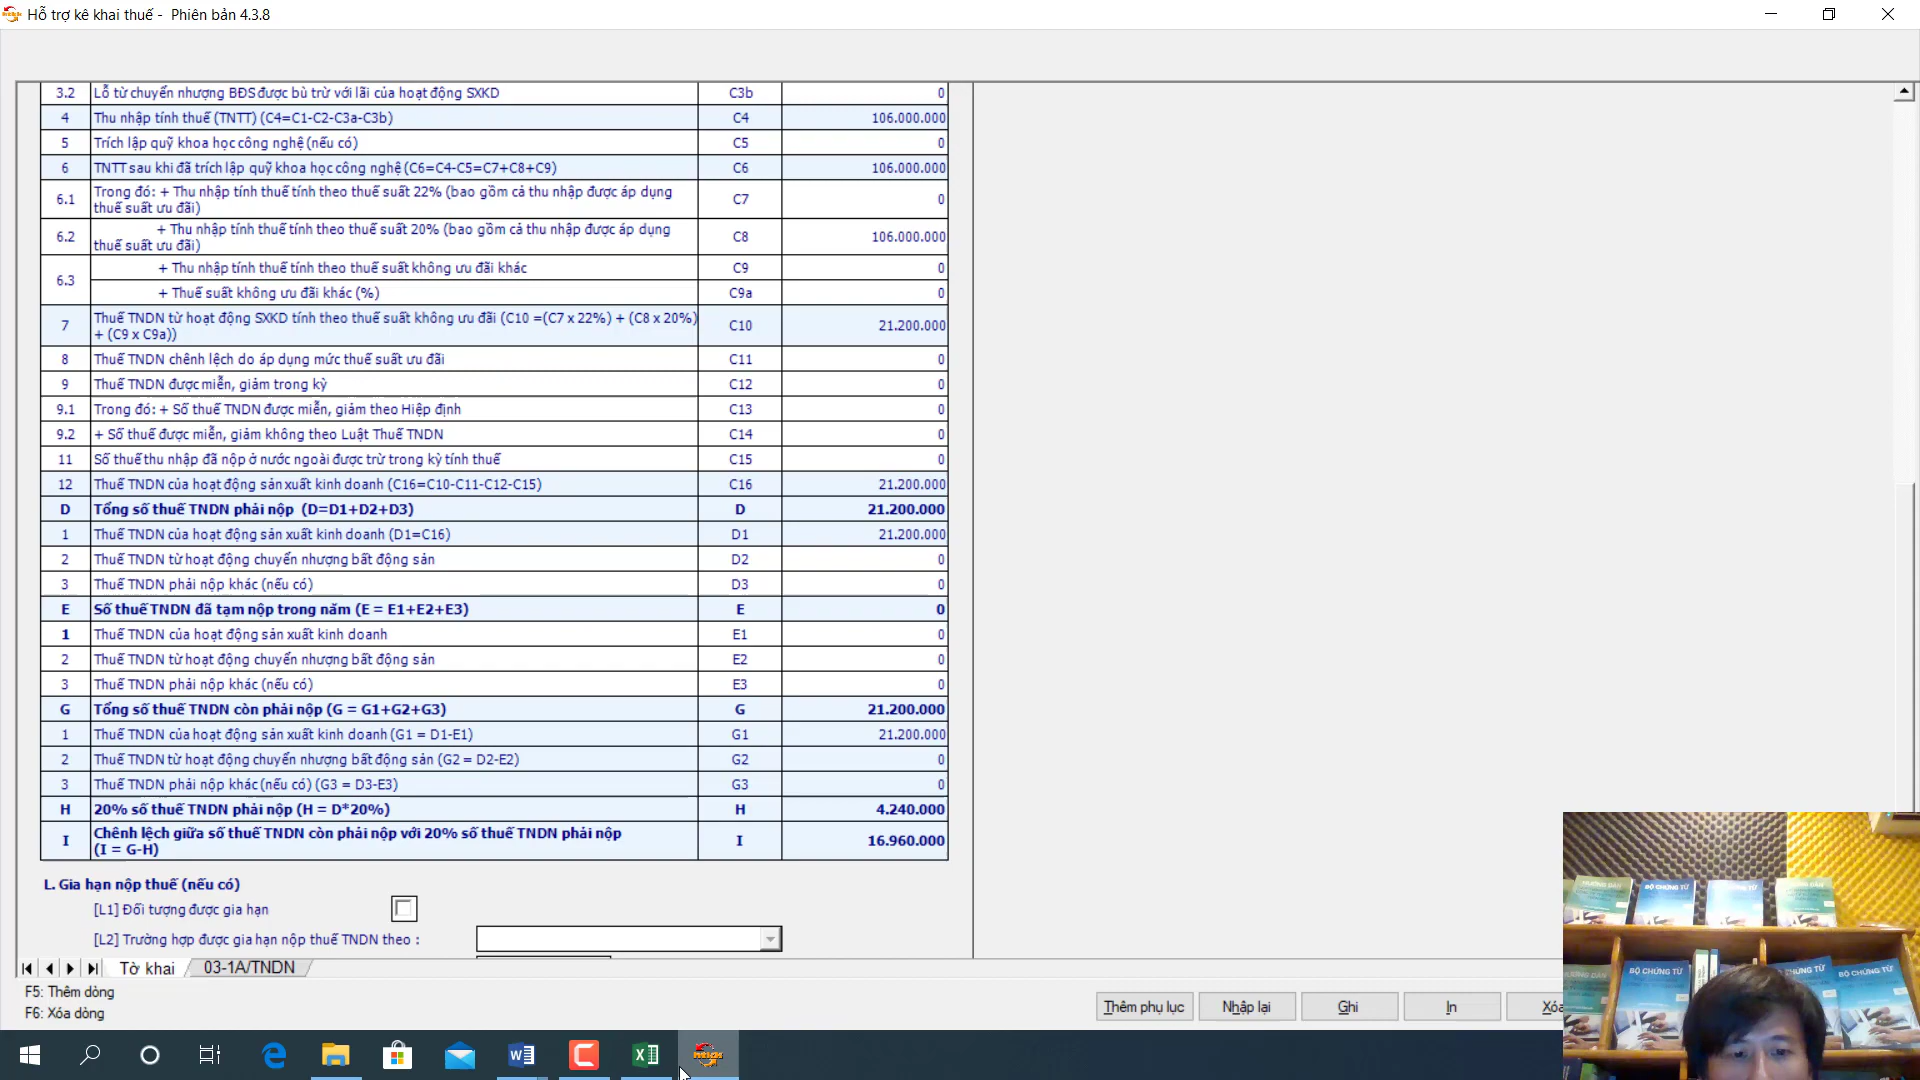 Hỗ trợ kê khai thuế - Phiên bản 4.3.8
3.2 Lỗ từ chuyển nhượng BĐS được bù trừ với lãi của hoạt động SXKD C3b 0
4 Thu nhập tính thuế (TNTT) (C4=C1-C2-C3a-C3b) C4 106.000.000
5 Trích lập quỹ khoa học công nghệ (nếu có) C5 0
6 TNTT sau khi đã trích lập quỹ khoa học công nghệ (C6=C4-C5=C7+C8+C9) C6 106.000.000
6.1 Trong đó: + Thu nhập tính thuế tính theo thuế suất 22% (bao gồm cả thu nhập được áp dụng
thuế suất ưu đãi) C7 0
6.2 + Thu nhập tính thuế tính theo thuế suất 20% (bao gồm cả thu nhập được áp dụng
thuế suất ưu đãi) C8 106.000.000
6.3 + Thu nhập tính thuế tính theo thuế suất không ưu đãi khác C9 0
+ Thuế suất không ưu đãi khác (%) C9a 0
7 Thuế TNDN từ hoạt động SXKD tính theo thuế suất không ưu đãi (C10 =(C7 x 22%) + (C8 x 20%)
+ (C9 x C9a)) C10 21.200.000
8 Thuế TNDN chênh lệch do áp dụng mức thuế suất ưu đãi C11 0
9 Thuế TNDN được miễn, giảm trong kỳ C12 0
9.1 Trong đó: + Số thuế TNDN được miễn, giảm theo Hiệp định C13 0
9.2 + Số thuế được miễn, giảm không theo Luật Thuế TNDN C14 0
11 Số thuế thu nhập đã nộp ở nước ngoài được trừ trong kỳ tính thuế C15 0
12 Thuế TNDN của hoạt động sản xuất kinh doanh (C16=C10-C11-C12-C15) C16 21.200.000
D Tổng số thuế TNDN phải nộp (D=D1+D2+D3) D 21.200.000
1 Thuế TNDN của hoạt động sản xuất kinh doanh (D1=C16) D1 21.200.000
2 Thuế TNDN từ hoạt động chuyển nhượng bất động sản D2 0
3 Thuế TNDN phải nộp khác (nếu có) D3 0
E Số thuế TNDN đã tạm nộp trong năm (E = E1+E2+E3) E 0
1 Thuế TNDN của hoạt động sản xuất kinh doanh E1 0
2 Thuế TNDN từ hoạt động chuyển nhượng bất động sản E2 0
3 Thuế TNDN phải nộp khác (nếu có) E3 0
G Tổng số thuế TNDN còn phải nộp (G = G1+G2+G3) G 21.200.000
1 Thuế TNDN của hoạt động sản xuất kinh doanh (G1 = D1-E1) G1 21.200.000
2 Thuế TNDN từ hoạt động chuyển nhượng bất động sản (G2 = D2-E2) G2 0
3 Thuế TNDN phải nộp khác (nếu có) (G3 = D3-E3) G3 0
H 20% số thuế TNDN phải nộp (H = D*20%) H 4.240.000
I Chênh lệch giữa số thuế TNDN còn phải nộp với 20% số thuế TNDN phải nộp
(I = G-H) I 16.960.000
L. Gia hạn nộp thuế (nếu có)
[L1] Đối tượng được gia hạn
[L2] Trường hợp được gia hạn nộp thuế TNDN theo :
Tờ khai 03-1A/TNDN
F5: Thêm dòng
F6: Xóa dòng
Thêm phụ lục Nhập lại Ghi In Xóa
BỘ CHỨNG TỪ
BỘ CHỨNG TỪ
BỘ CHỨNG TỪ